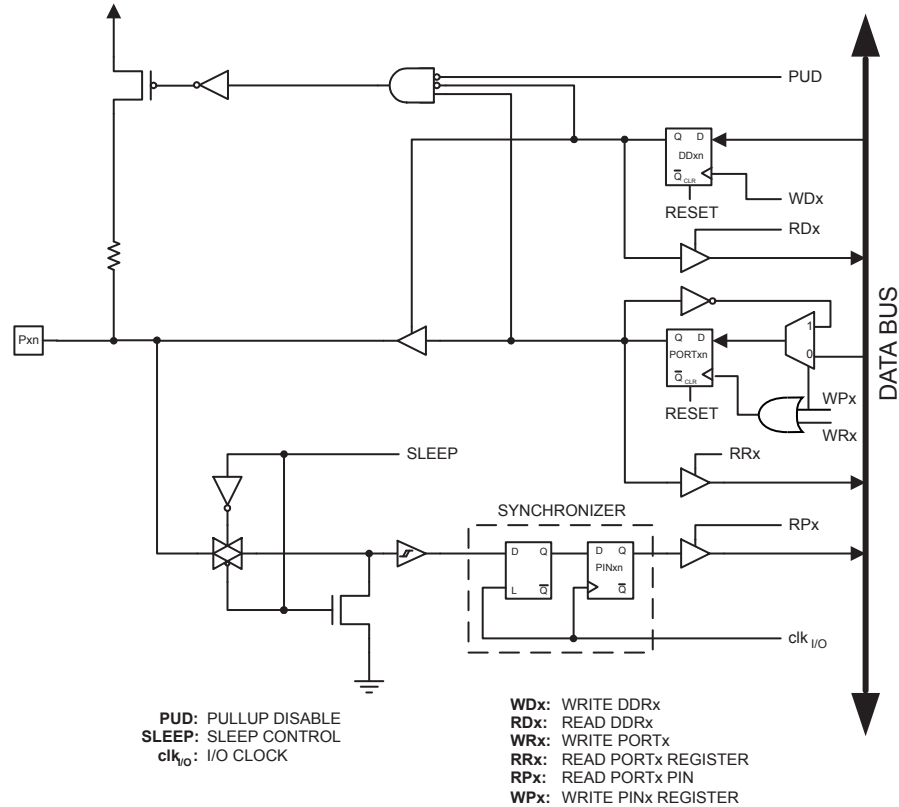 PUD
Q D
DDxn
Q CLR
WDx
RESET
RDx
Pxn
1
Q D
PORTxn
0
Q CLR
DATA BUS
RESET
WPx
WRx
SLEEP
RRx
SYNCHRONIZER
RPx
D Q
D Q
PINxn
L Q
Q
clk I/O
PUD: PULLUP DISABLE
SLEEP: SLEEP CONTROL
clkI/O: I/O CLOCK
WDx: WRITE DDRx
RDx: READ DDRx
WRx: WRITE PORTx
RRx: READ PORTx REGISTER
RPx: READ PORTx PIN
WPx: WRITE PINx REGISTER